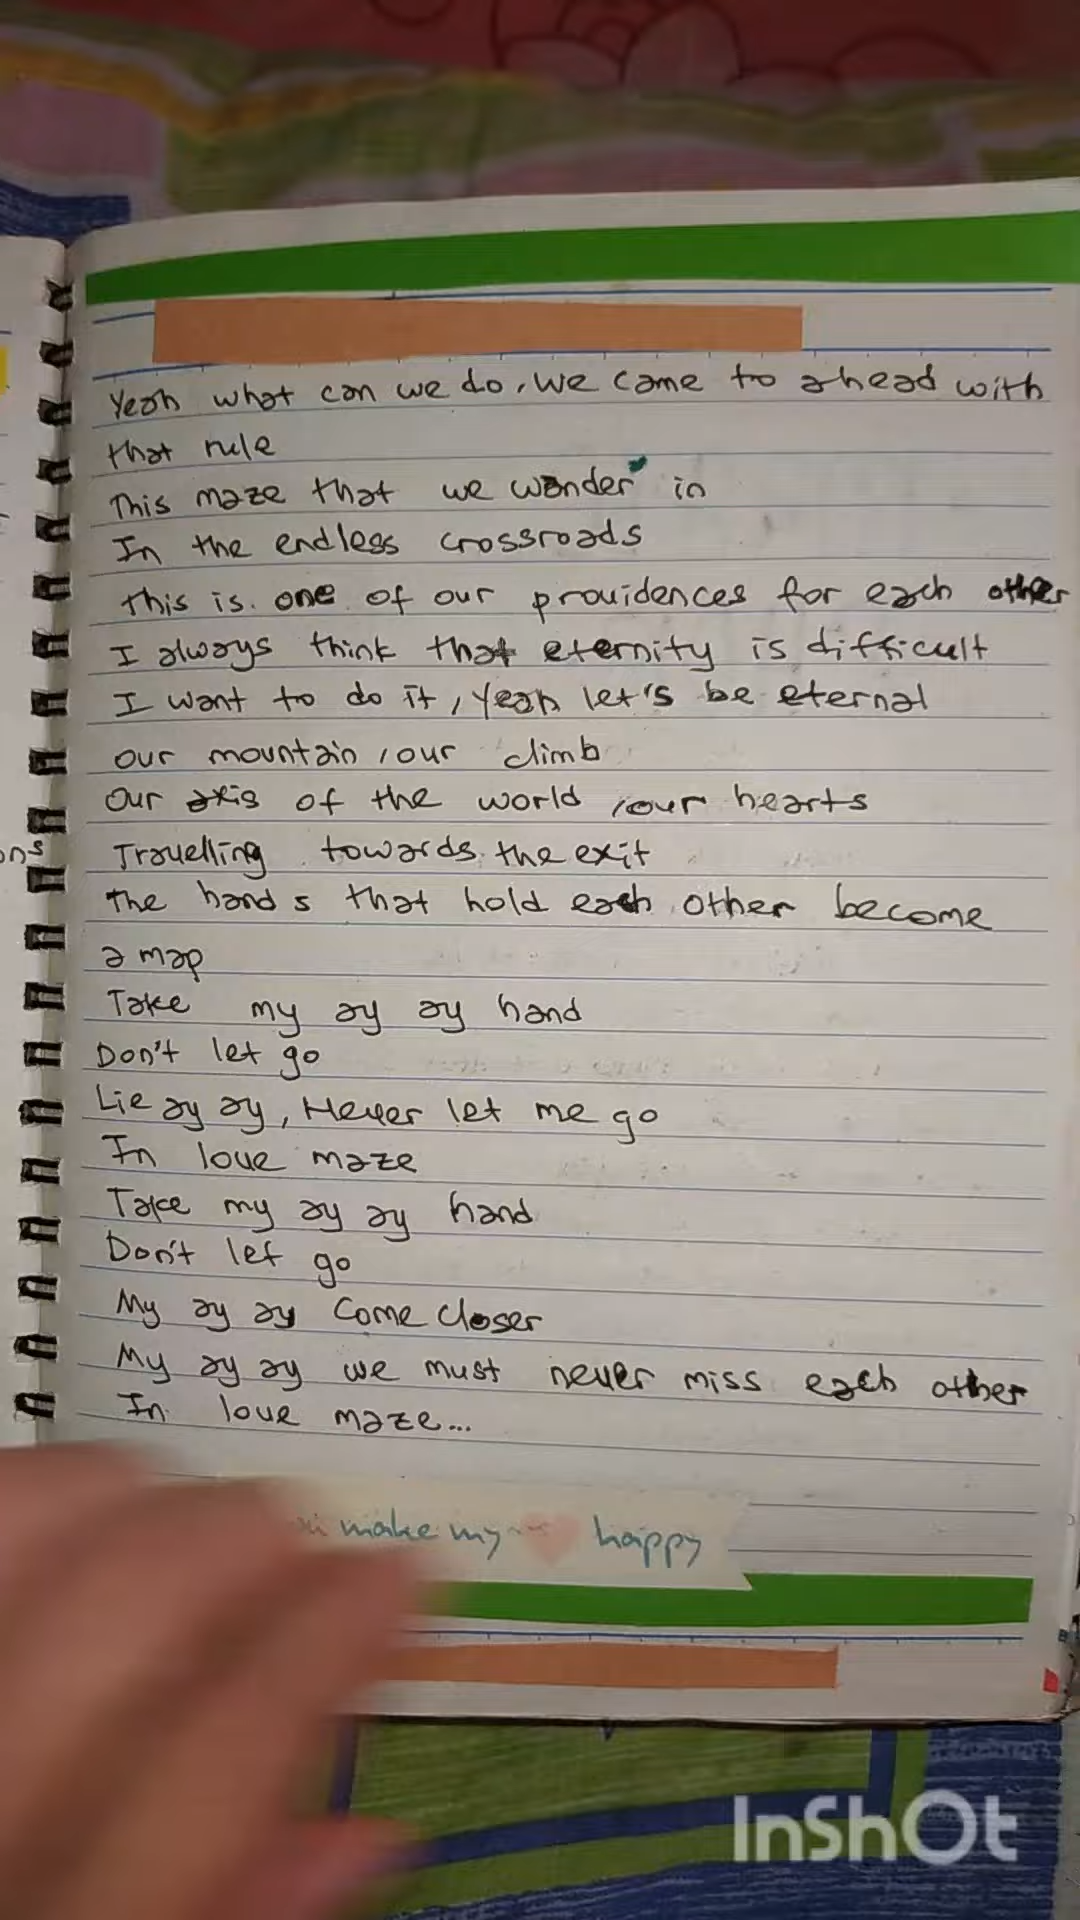 Yeah what can we do, we came to ahead with
that rule
This maze that we wander in
In the endless crossroads
This is one of our providences for each other
I always think that eternity is difficult
I want to do it, Yeah let's be eternal
our mountain, our climb
Our axis of the world, our hearts
ons
Travelling towards the exit
The hands that hold each other become
a map
Take my ay ay hand
Don't let go
Lie ay ay, Never let me go
In love maze
Take my ay ay hand
Don't let go
My ay ay Come Closer
My ay ay we must never miss each other
In love maze...
make my happy
InShOt